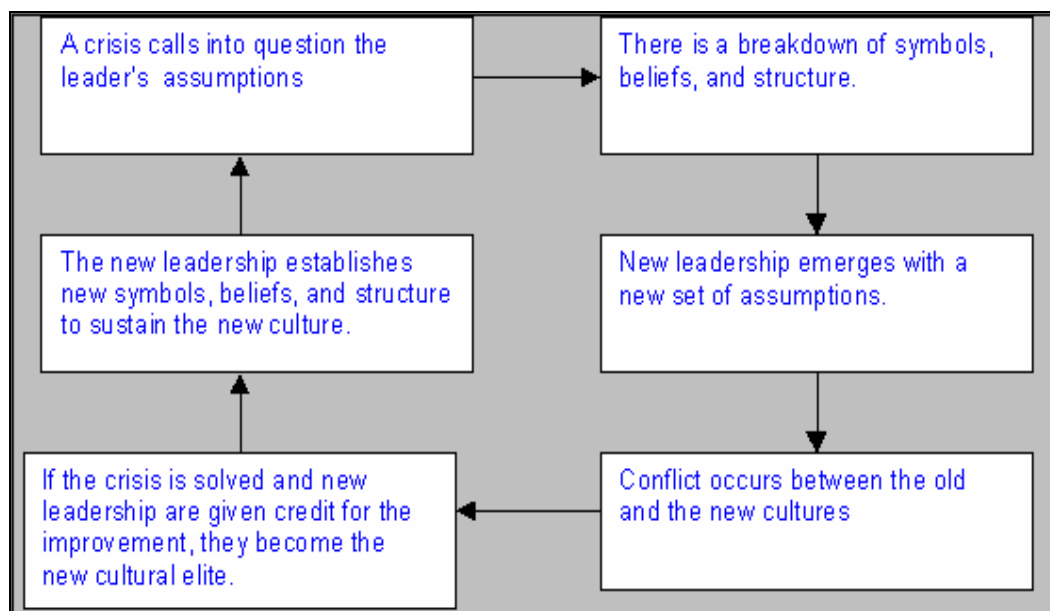 A crisis calls into question the
leader's assumptions
There is a breakdown of symbols,
beliefs, and structure.
New leadership emerges with a
new set of assumptions.
Conflict occurs between the old
and the new cultures
If the crisis is solved and new
leadership are given credit for the
improvement, they become the
new cultural elite.
The new leadership establishes
new symbols, beliefs, and structure
to sustain the new culture.